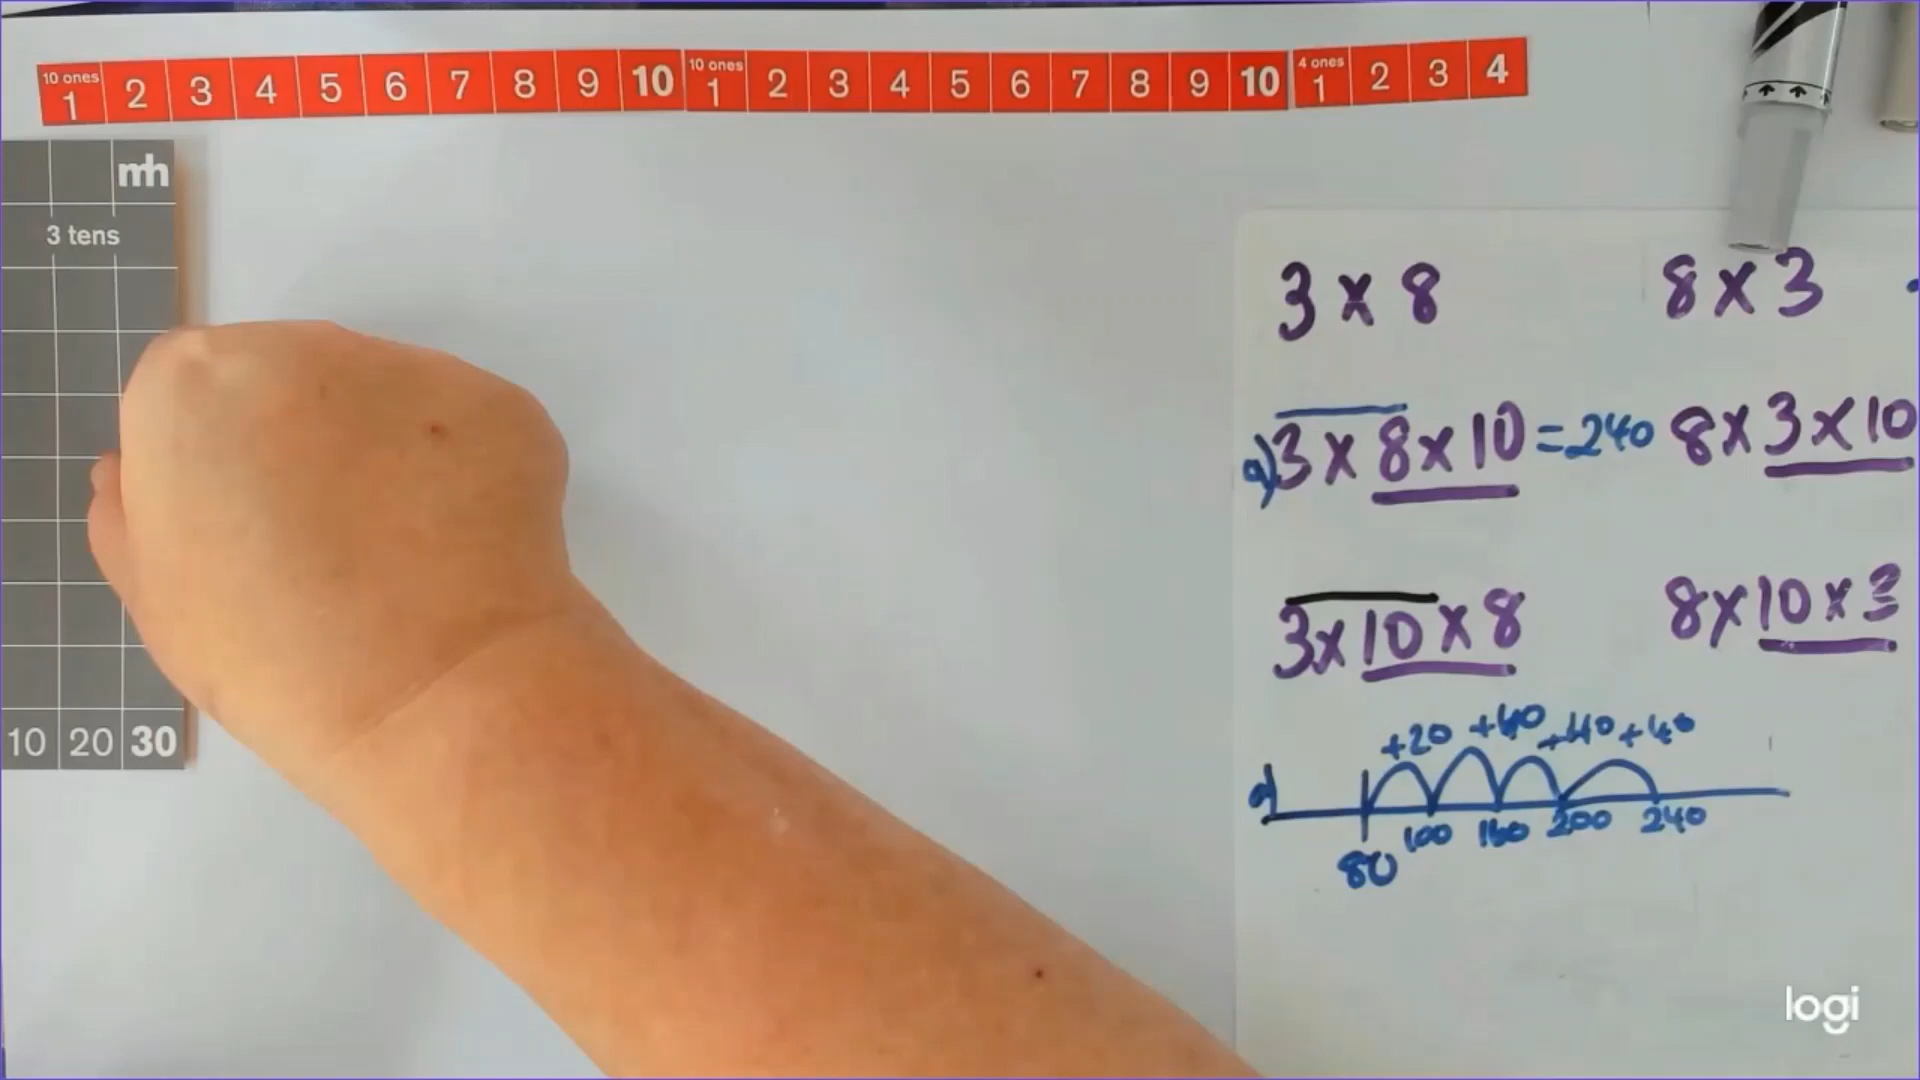 10 ones 1 2 3 4 5 6 7 8 9 10 10 ones 1 2 3 4 5 6 7 8 9 10 4 ones 1 2 3 4
mh
3 tens
10 20 30
3 x 8 8 x 3
a) 3 x 8 x 10 = 240 8 x 3 x 10
3 x 10 x 8 8 x 10 x 3
+20 +40 +40 +40
a)
100 160 200 240
80
logi